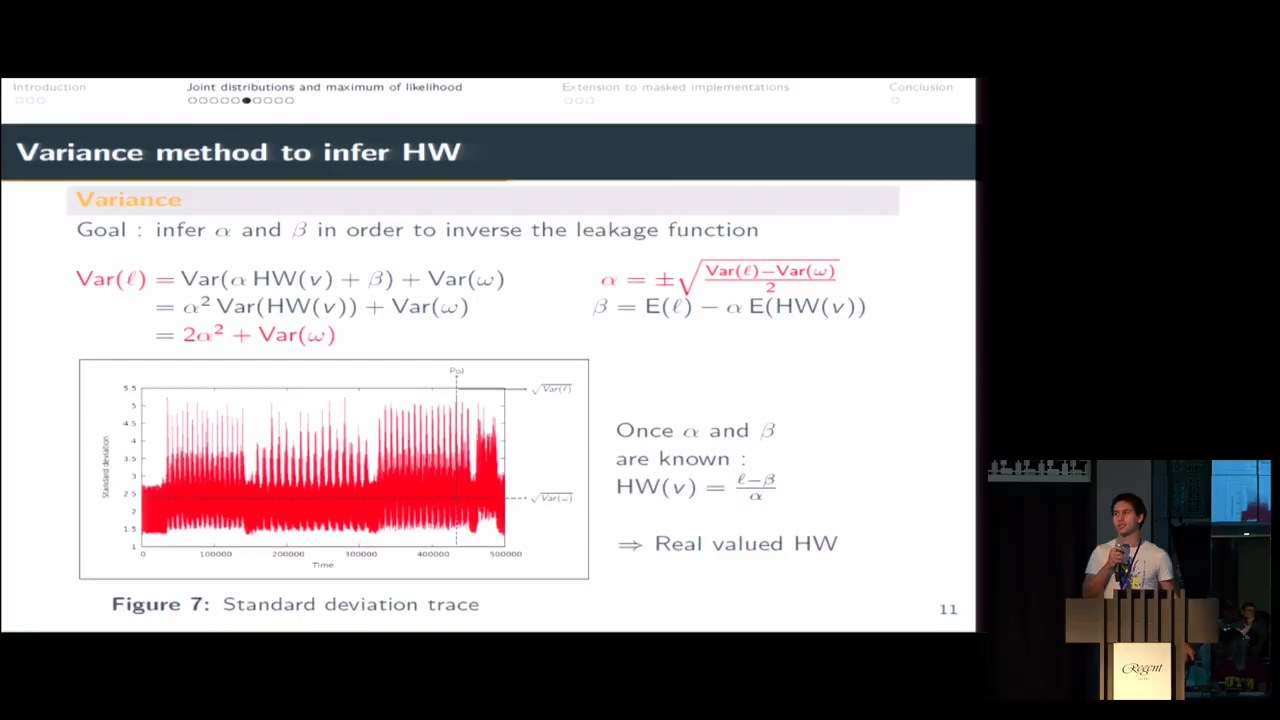 Introduction
Joint distributions and maximum of likelihood
Extension to masked implementations
Conclusion
Variance method to infer HW
Variance
Goal : infer α and β in order to inverse the leakage function
Var(ℓ) = Var(α HW(v) + β) + Var(ω)
= α² Var(HW(v)) + Var(ω)
= 2α² + Var(ω)
α = ±√((Var(ℓ)−Var(ω))/2)
β = E(ℓ) − α E(HW(v))
PoI
√Var(ℓ)
√Var(ω)
Standard deviation
5.5
5
4.5
4
3.5
3
2.5
2
1.5
1
0 100000 200000 300000 400000 500000
Time
Once α and β
are known :
HW(v) = (ℓ−β)/α
⇒ Real valued HW
Figure 7: Standard deviation trace
11
Regent